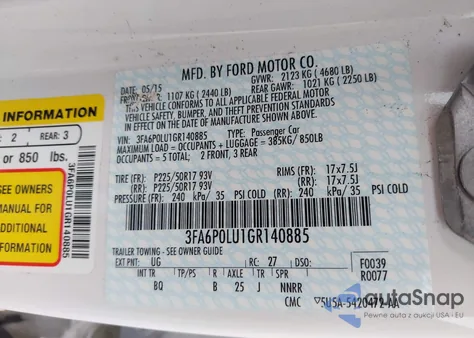 MFD. BY FORD MOTOR CO.
DATE: 05/15 GVWR: 2123 KG ( 4680 LB)
FRONT GAWR: 1107 KG ( 2440 LB) REAR GAWR: 1021 KG ( 2250 LB)
THIS VEHICLE CONFORMS TO ALL APPLICABLE FEDERAL MOTOR
VEHICLE SAFETY, BUMPER, AND THEFT PREVENTION STANDARDS
IN EFFECT ON THE DATE OF MANUFACTURE SHOWN ABOVE.
VIN: 3FA6P0LU1GR140885 TYPE: Passenger Car
MAXIMUM LOAD = OCCUPANTS + LUGGAGE = 385KG / 850LB
OCCUPANTS = 5 TOTAL: 2 FRONT, 3 REAR
TIRE (FR): P225/50R17 93V RIMS (FR): 17x7.5J
TIRE (RR): P225/50R17 93V RIMS (RR): 17x7.5J
PSI COLD (FR): 240 kPa/ 35 PSI COLD (RR): 240 kPa/ 35 PSI COLD
3FA6P0LU1GR140885
TRAILER TOWING - SEE OWNER GUIDE
EXT PNT: UG RC: 27 DSO: F0039
R0077
INT TR TP/PS R AXLE TR SPR
BQ B 25 J NNRR
CMC 5U5A-5420472-AA
INFORMATION
2 REAR: 3
or 850 lbs.
SEE OWNERS
MANUAL FOR
ADDITIONAL
INFORMATION
3FA6P0LU1GR140885
autoSnap
Pewne auta z aukcji w USA